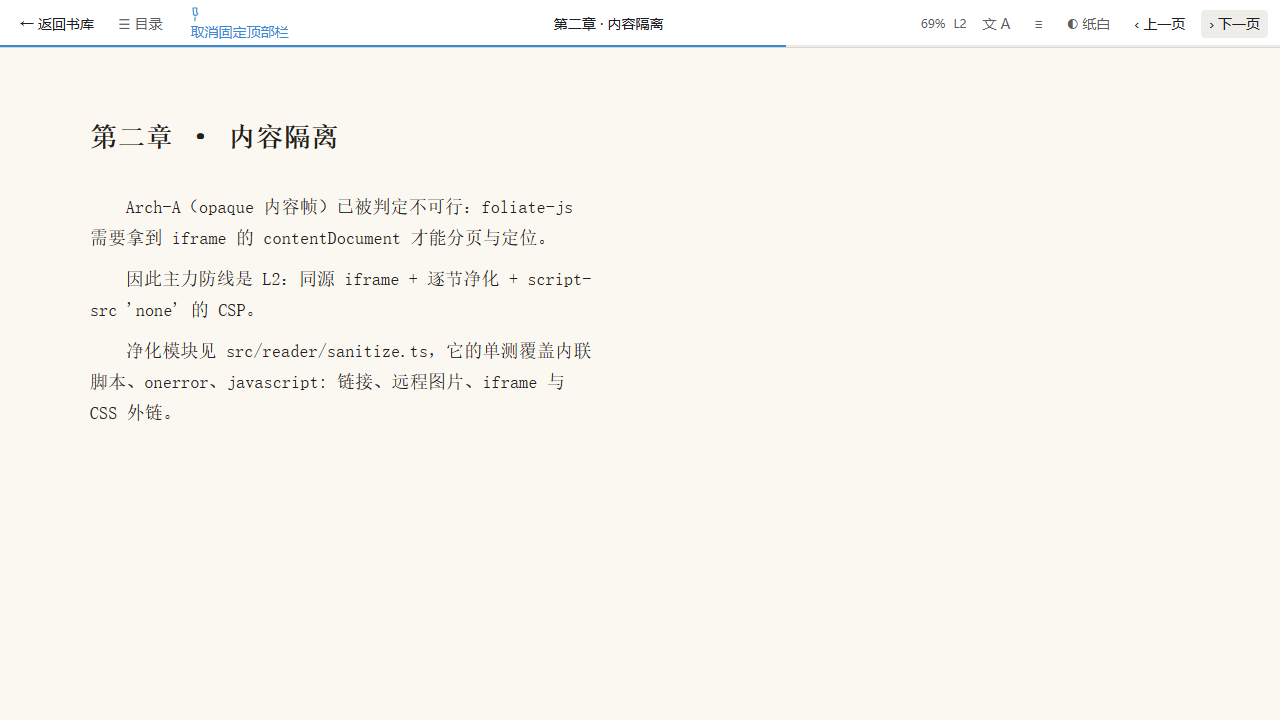 ← 返回书库
☰ 目录
取消固定顶部栏
第二章 · 内容隔离
69% L2
文 A
≡
◐ 纸白
‹ 上一页
› 下一页
第二章 · 内容隔离
Arch-A（opaque 内容帧）已被判定不可行：foliate-js
需要拿到 iframe 的 contentDocument 才能分页与定位。
因此主力防线是 L2：同源 iframe + 逐节净化 + script-
src 'none' 的 CSP。
净化模块见 src/reader/sanitize.ts，它的单测覆盖内联
脚本、onerror、javascript: 链接、远程图片、iframe 与
CSS 外链。